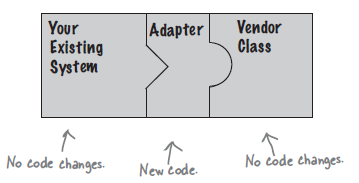 Your
Existing
System
Adapter
Vendor
Class
No code changes.
New code.
No code changes.